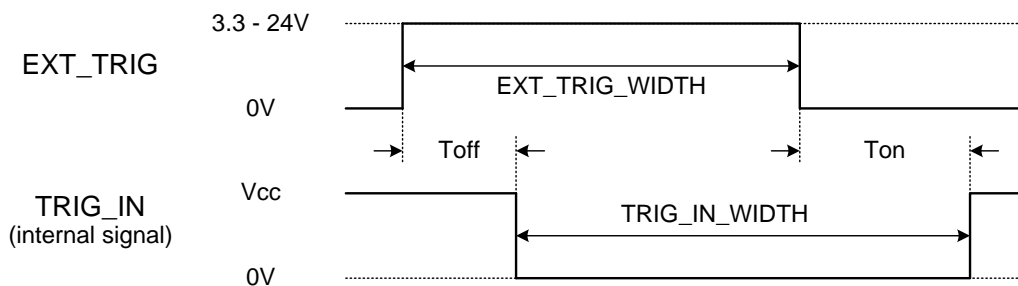 3.3 - 24V
EXT_TRIG
EXT_TRIG_WIDTH
0V
Toff
Ton
Vcc
TRIG_IN
TRIG_IN_WIDTH
(internal signal)
0V